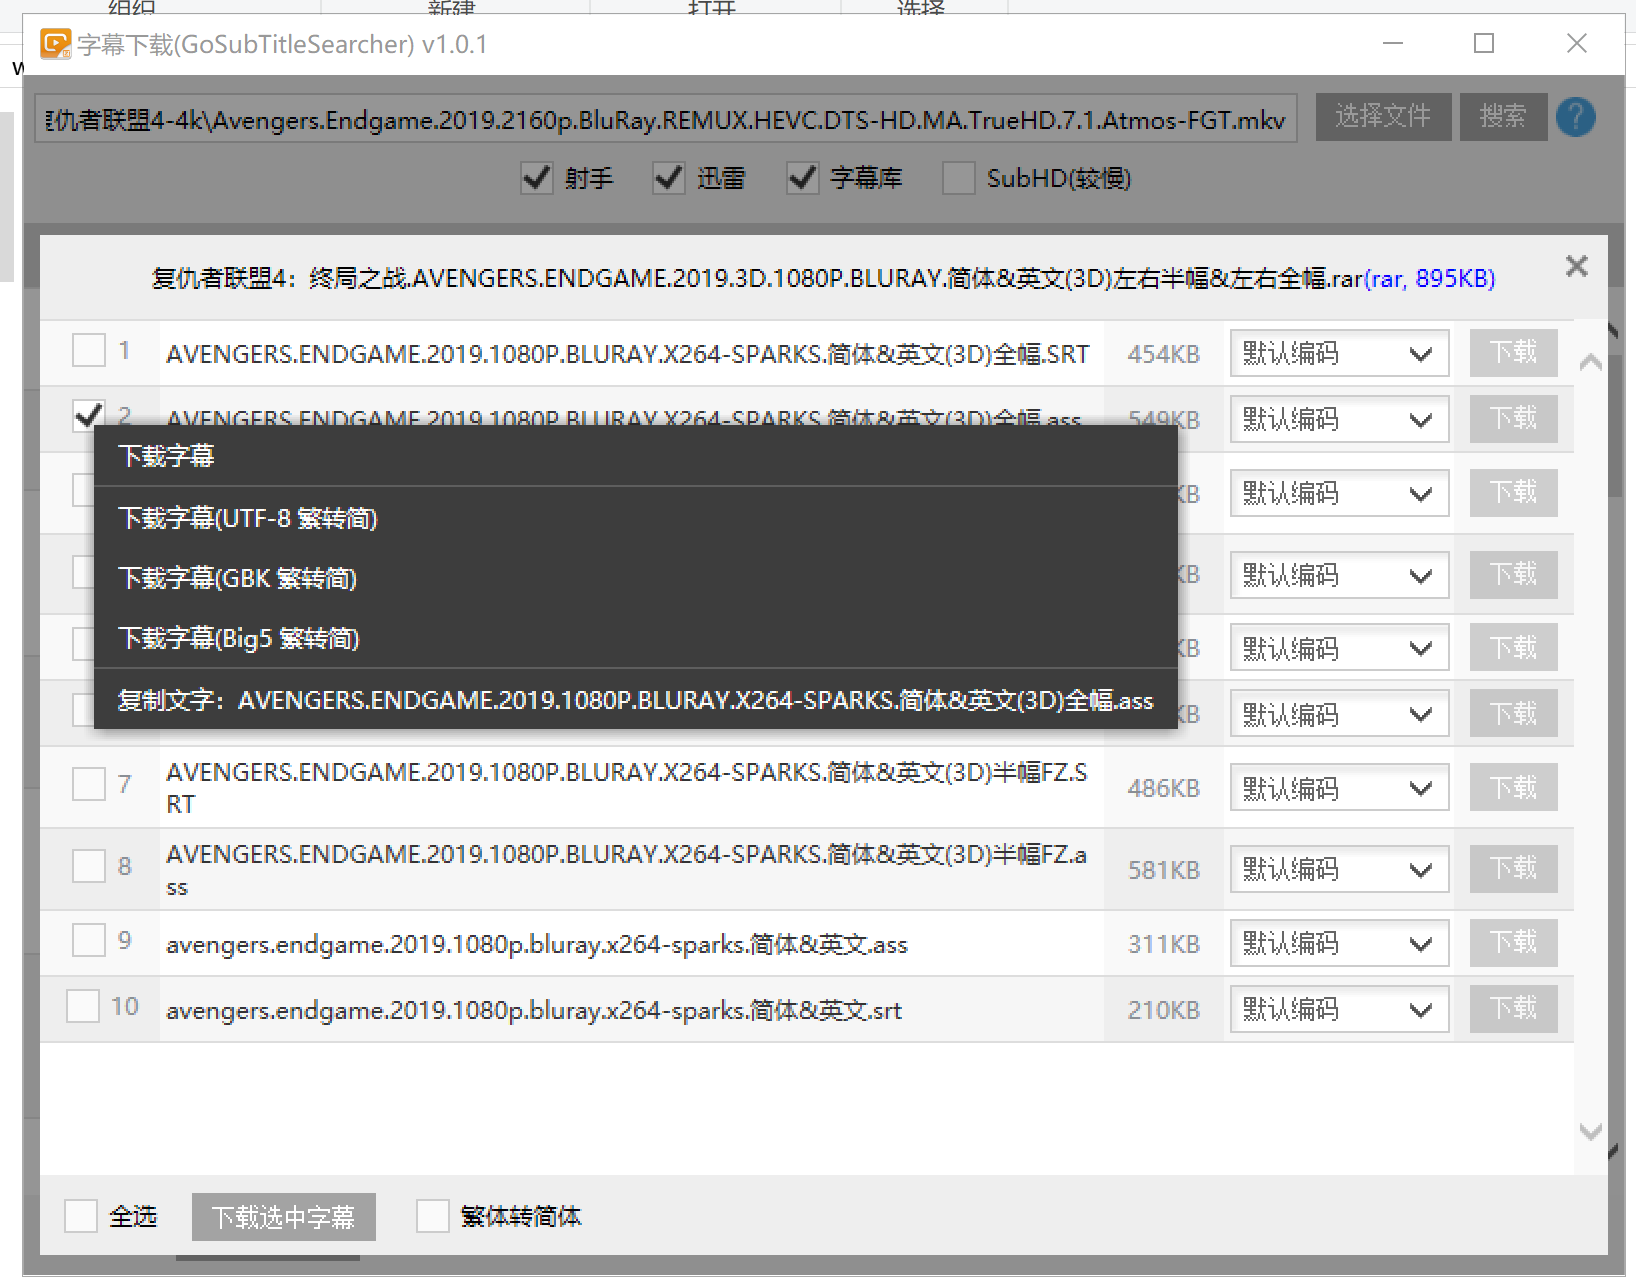 组织 新建 打开 选择
字幕下载(GoSubTitleSearcher) v1.0.1
仇者联盟4-4k\Avengers.Endgame.2019.2160p.BluRay.REMUX.HEVC.DTS-HD.MA.TrueHD.7.1.Atmos-FGT.mkv 选择文件 搜索 ?
射手 迅雷 字幕库 SubHD(较慢)
复仇者联盟4：终局之战.AVENGERS.ENDGAME.2019.3D.1080P.BLURAY.简体&英文(3D)左右半幅&左右全幅.rar(rar, 895KB)
1 AVENGERS.ENDGAME.2019.1080P.BLURAY.X264-SPARKS.简体&英文(3D)全幅.SRT 454KB 默认编码 下载
2 AVENGERS.ENDGAME.2019.1080P.BLURAY.X264-SPARKS.简体&英文(3D)全幅.ass 549KB 默认编码 下载
下载字幕
KB 默认编码 下载
下载字幕(UTF-8 繁转简)
下载字幕(GBK 繁转简)
KB 默认编码 下载
下载字幕(Big5 繁转简)
KB 默认编码 下载
复制文字：AVENGERS.ENDGAME.2019.1080P.BLURAY.X264-SPARKS.简体&英文(3D)全幅.ass
KB 默认编码 下载
7 AVENGERS.ENDGAME.2019.1080P.BLURAY.X264-SPARKS.简体&英文(3D)半幅FZ.S
RT 486KB 默认编码 下载
8 AVENGERS.ENDGAME.2019.1080P.BLURAY.X264-SPARKS.简体&英文(3D)半幅FZ.a
ss 581KB 默认编码 下载
9 avengers.endgame.2019.1080p.bluray.x264-sparks.简体&英文.ass 311KB 默认编码 下载
10 avengers.endgame.2019.1080p.bluray.x264-sparks.简体&英文.srt 210KB 默认编码 下载
全选 下载选中字幕 繁体转简体